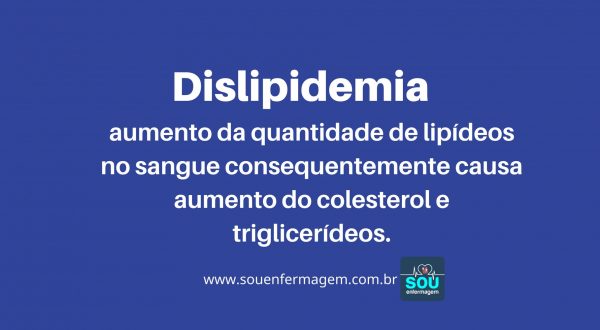 Dislipidemia
aumento da quantidade de lipídeos
no sangue consequentemente causa
aumento do colesterol e
triglicerídeos.
www.souenfermagem.com.br
SOU
enfermagem